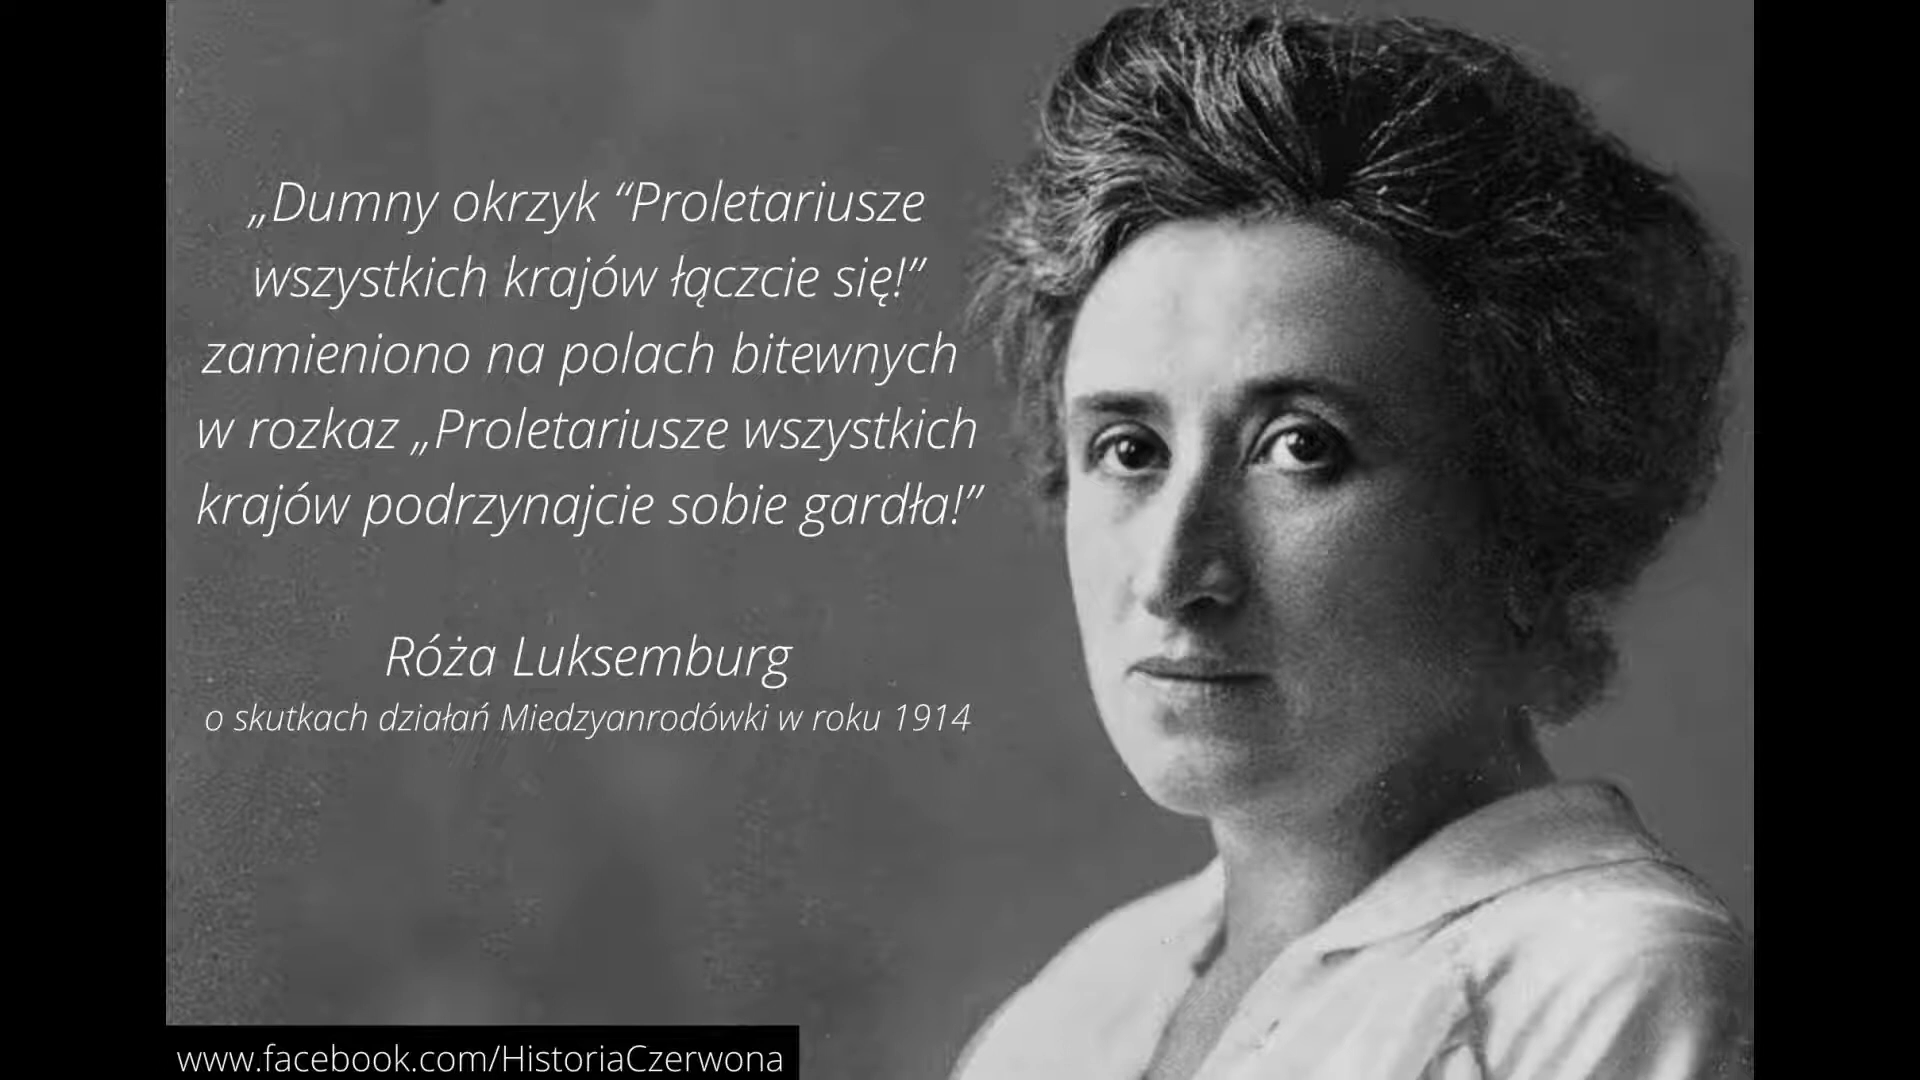 „Dumny okrzyk “Proletariusze
wszystkich krajów łączcie się!”
zamieniono na polach bitewnych
w rozkaz „Proletariusze wszystkich
krajów podrzynajcie sobie gardła!”
Róża Luksemburg
o skutkach działań Miedzyanrodówki w roku 1914
www.facebook.com/HistoriaCzerwona